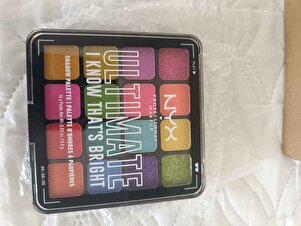 NYX
PROFESSIONAL MAKEUP
ULTIMATE
I KNOW THAT'S BRIGHT
SHADOW PALETTE | PALETTE D'OMBRES À PAUPIÈRES